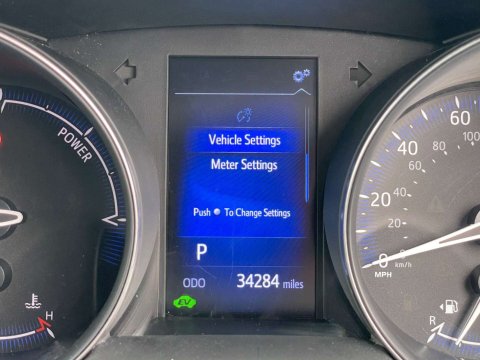 Vehicle Settings
Meter Settings
Push To Change Settings
P
ODO 34284 miles
EV
POWER
H
60
40
100
80
20
40
20
0
0
km/h
MPH
R